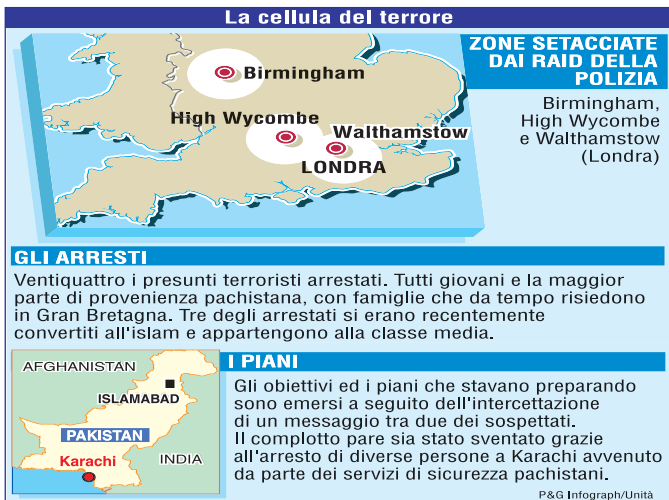 La cellula del terrore
Birmingham
High Wycombe
Walthamstow
LONDRA
ZONE SETACCIATE
DAI RAID DELLA
POLIZIA
Birmingham,
High Wycombe
e Walthamstow
(Londra)
GLI ARRESTI
Ventiquattro i presunti terroristi arrestati. Tutti giovani e la maggior
parte di provenienza pachistana, con famiglie che da tempo risiedono
in Gran Bretagna. Tre degli arrestati si erano recentemente
convertiti all'islam e appartengono alla classe media.
AFGHANISTAN
ISLAMABAD
PAKISTAN
Karachi
INDIA
I PIANI
Gli obiettivi ed i piani che stavano preparando
sono emersi a seguito dell'intercettazione
di un messaggio tra due dei sospettati.
Il complotto pare sia stato sventato grazie
all'arresto di diverse persone a Karachi avvenuto
da parte dei servizi di sicurezza pachistani.
P&G Infograph/Unità